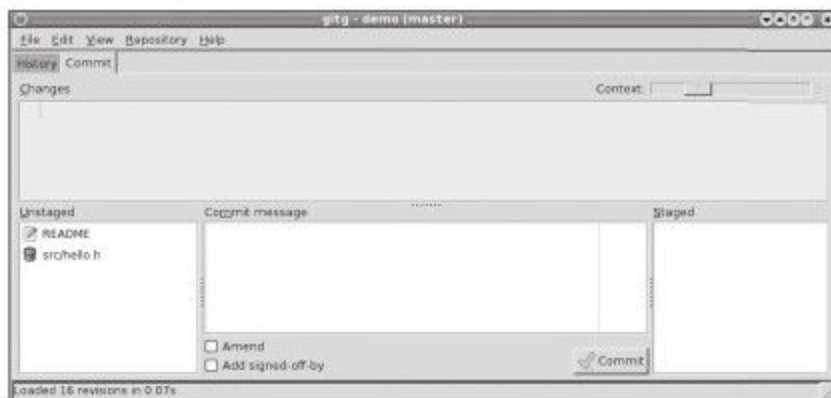 gitg - demo (master)
File Edit View Repository Help
History Commit
Changes Context:
Unstaged Commit message Staged
README
src/hello.h
Amend
Add signed-off-by Commit
Loaded 16 revisions in 0.07s